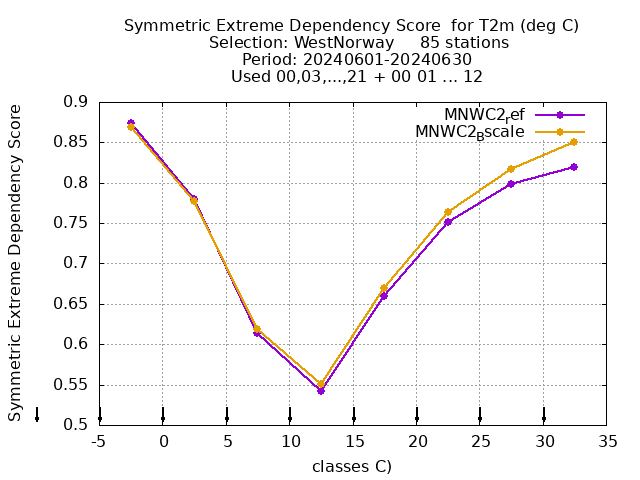 Symmetric Extreme Dependency Score  for T2m (deg C)
Selection: WestNorway     85 stations
Period: 20240601-20240630
Used 00,03,...,21 + 00 01 ... 12
Symmetric Extreme Dependency Score
MNWC2ref
MNWC2Bscale
0.9
0.85
0.8
0.75
0.7
0.65
0.6
0.55
0.5
-5 0 5 10 15 20 25 30 35
classes C)